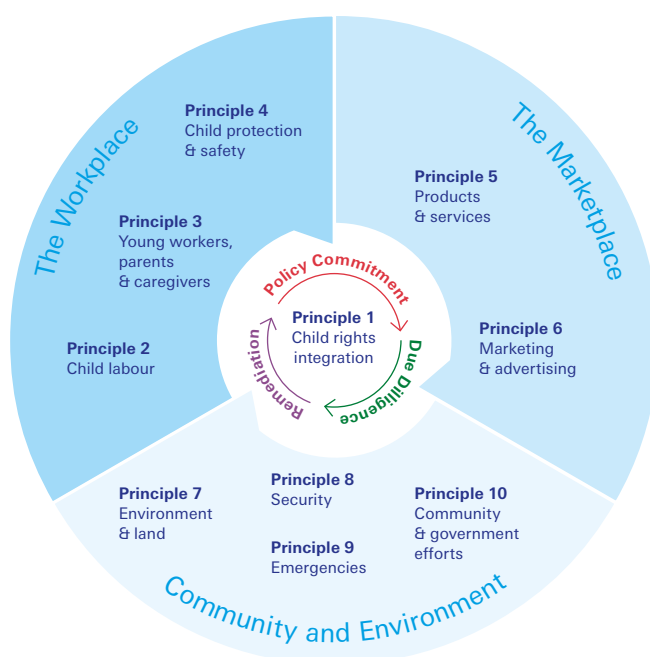 The Workplace
Principle 4
Child protection
& safety
Principle 3
Young workers,
parents
& caregivers
Principle 2
Child labour
The Marketplace
Principle 5
Products
& services
Principle 6
Marketing
& advertising
Policy Commitment
Due Diligence
Remediation
Principle 1
Child rights
integration
Principle 7
Environment
& land
Principle 8
Security
Principle 9
Emergencies
Principle 10
Community
& government
efforts
Community and Environment